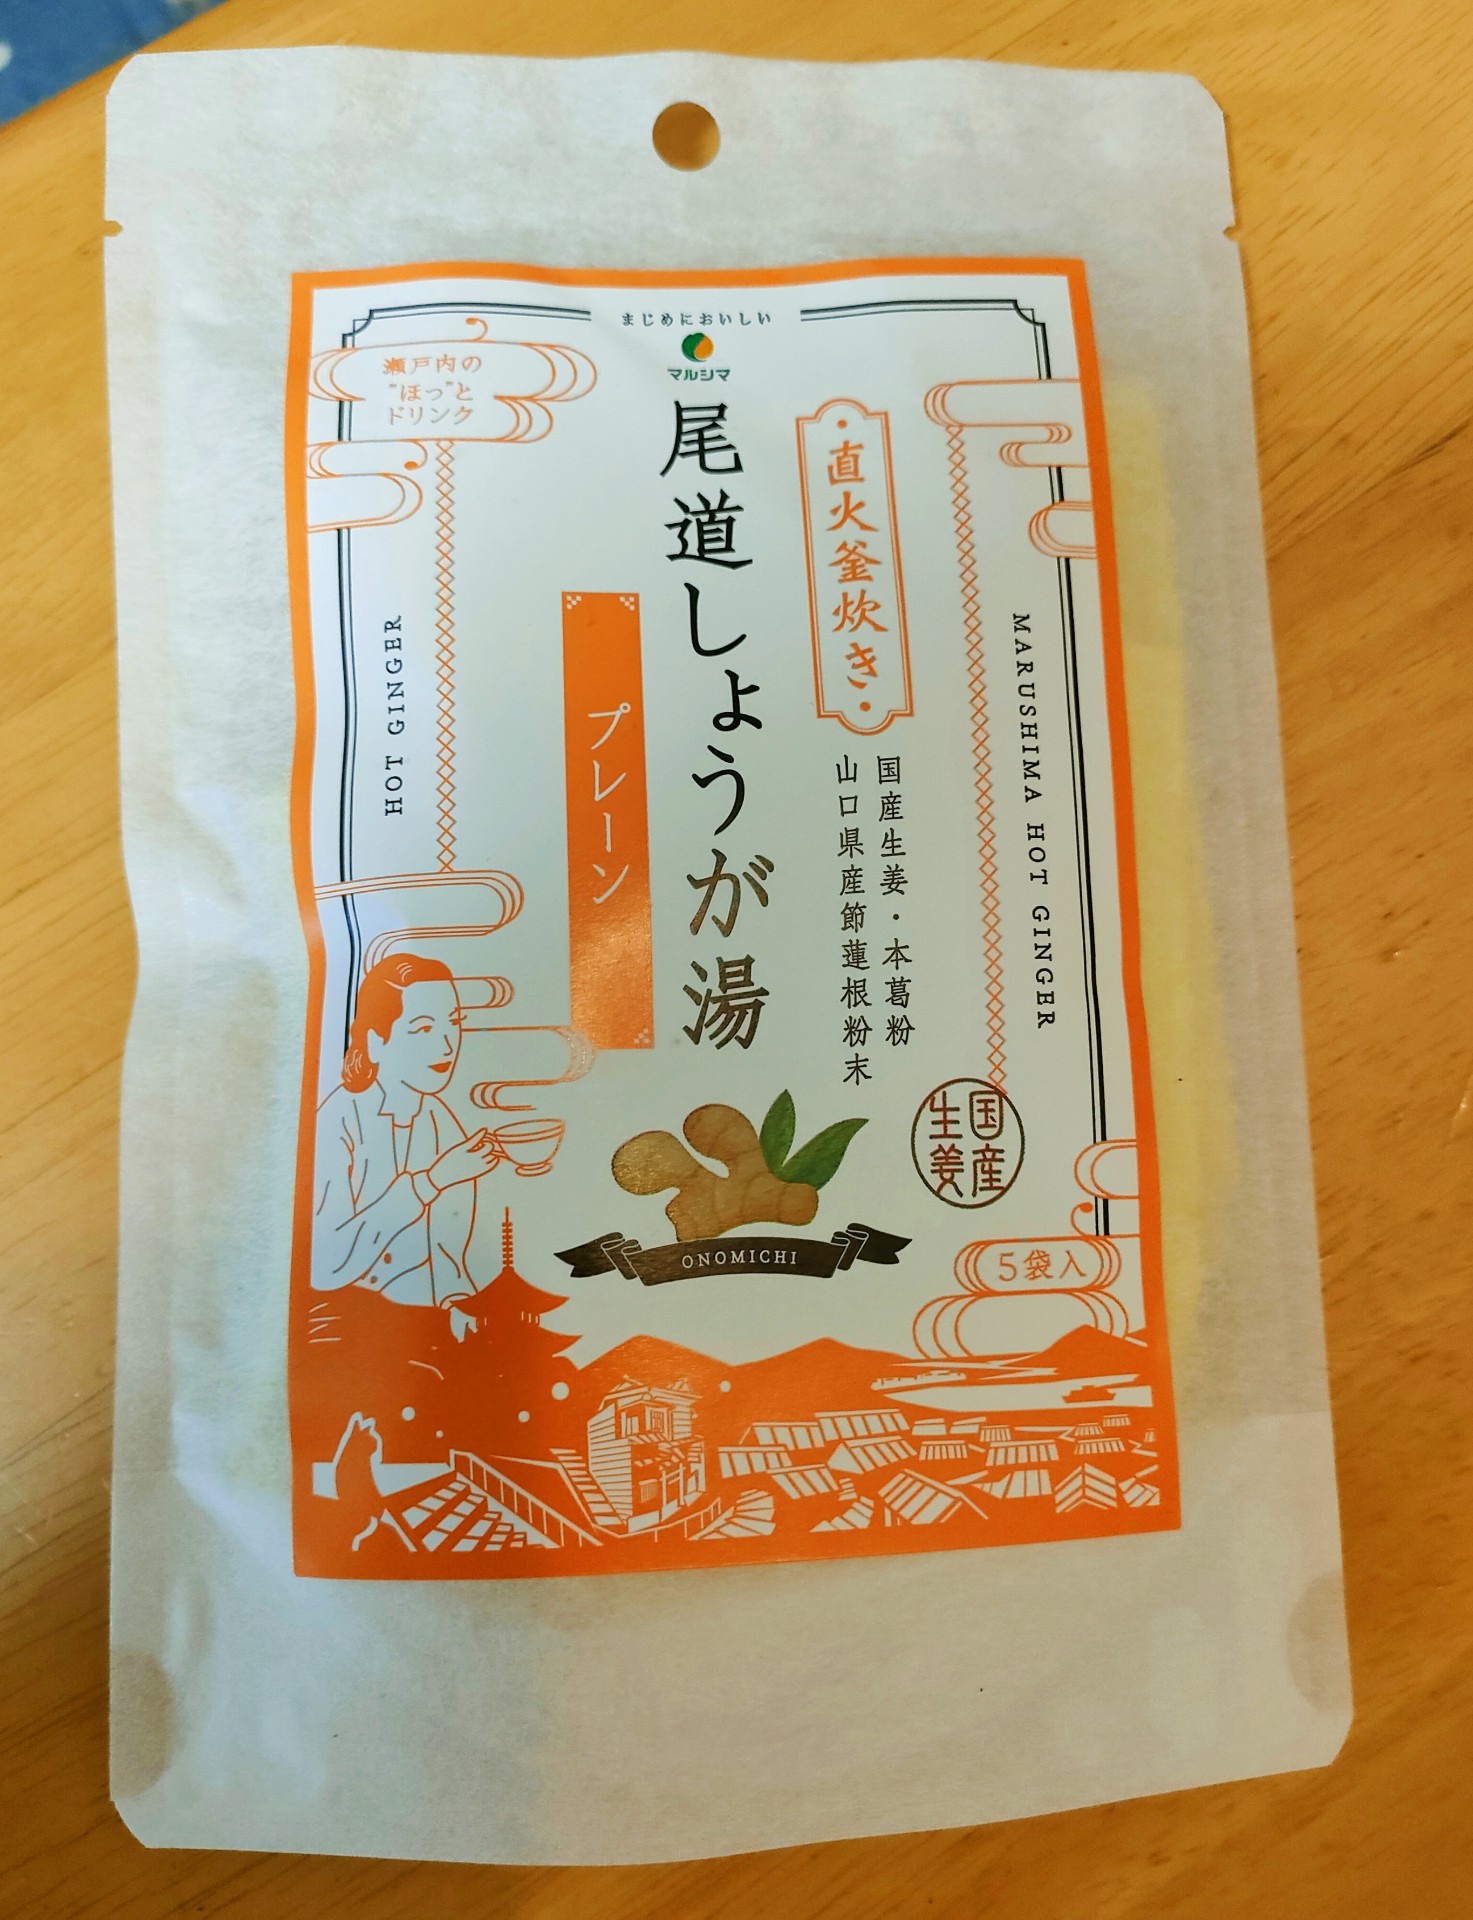 まじめにおいしい
マルシマ
瀬戸内の
"ほっ"と
ドリンク
直火釜炊き
尾道しょうが湯
プレーン
国産生姜・本葛粉
山口県産節蓮根粉末
HOT GINGER
MARUSHIMA HOT GINGER
国産
生姜
ONOMICHI
5袋入